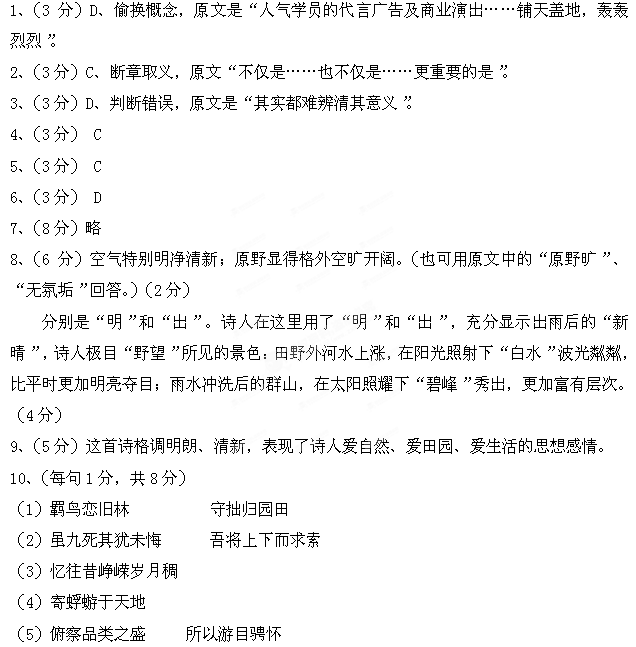 1、（3 分）D、偷换概念，原文是“人气学员的代言广告及商业演出……铺天盖地，轰轰
烈烈”。
2、（3分）C、断章取义，原文“不仅是……也不仅是……更重要的是”。
3、（3分）D、判断错误，原文是“其实都难辨清其意义”。
4、（3分） C
5、（3分） C
6、（3分） D
7、（8分）略
8、（6 分）空气特别明净清新；原野显得格外空旷开阔。（也可用原文中的“原野旷”、
“无氛垢”回答。）（2分）
分别是“明”和“出”。诗人在这里用了“明”和“出”，充分显示出雨后的“新
晴”，诗人极目“野望”所见的景色：田野外河水上涨，在阳光照射下“白水”波光粼粼，
比平时更加明亮夺目；雨水冲洗后的群山，在太阳照耀下“碧峰”秀出，更加富有层次。
（4分）
9、（5分）这首诗格调明朗、清新，表现了诗人爱自然、爱田园、爱生活的思想感情。
10、（每句1分，共8分）
（1）羁鸟恋旧林 守拙归园田
（2）虽九死其犹未悔 吾将上下而求索
（3）忆往昔峥嵘岁月稠
（4）寄蜉蝣于天地
（5）俯察品类之盛 所以游目骋怀